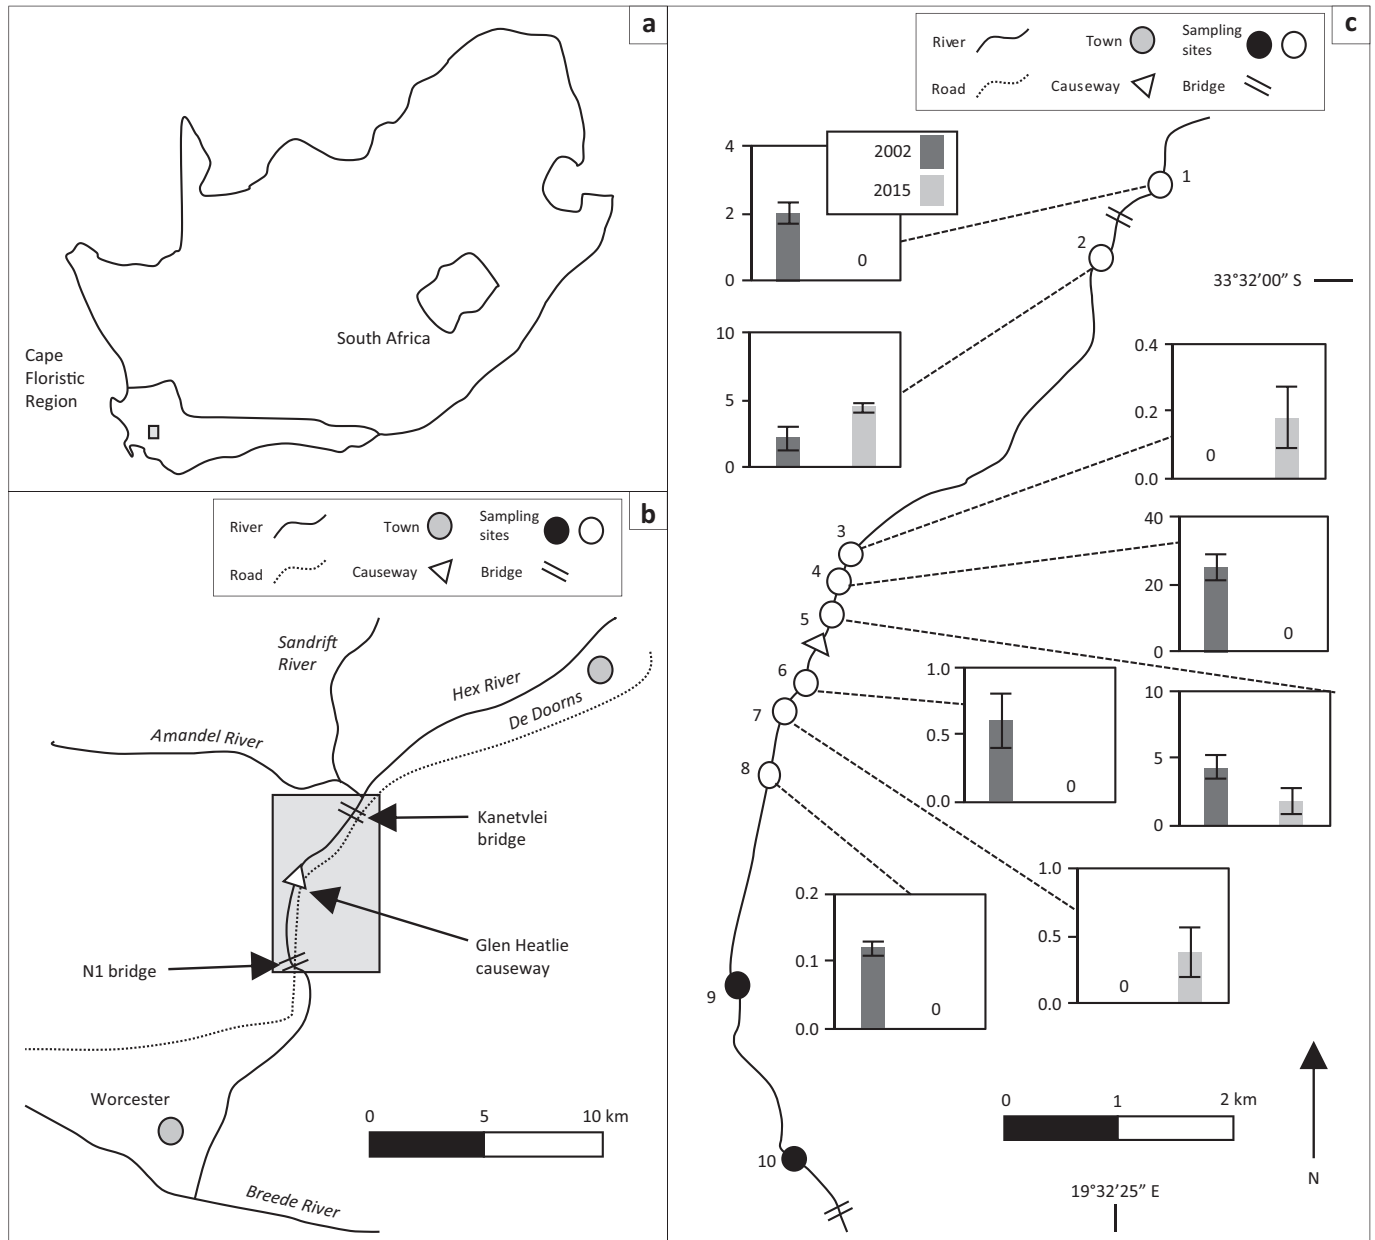 a
South Africa
Cape
Floristic
Region
b
River
Town
Sampling
sites
Road
Causeway
Bridge
Sandrift
River
Hex River
De Doorns
Amandel River
Kanetvlei
bridge
Glen Heatlie
causeway
N1 bridge
Worcester
0 5 10 km
Breede River
c
River
Town
Sampling
sites
Road
Causeway
Bridge
4
2
0
2002
2015
0
1
2
33°32’00” S
10
5
0
0.4
0.2
0.0
0
3
4
5
6
7
8
9
10
40
20
0
0
1.0
0.5
0.0
0
10
5
0
1.0
0.5
0.0
0
0.2
0.1
0.0
0
0 1 2 km
N
19°32’25” E